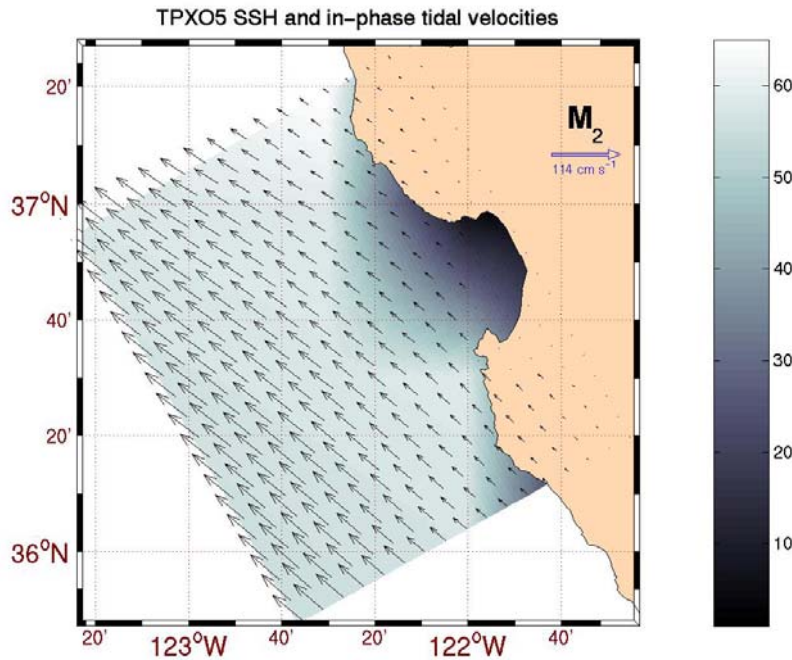 TPXO5 SSH and in-phase tidal velocities
20'
37°N
40'
20'
36°N
20'
123°W
40'
20'
122°W
40'
M₂
114 cm s⁻¹
60
50
40
30
20
10